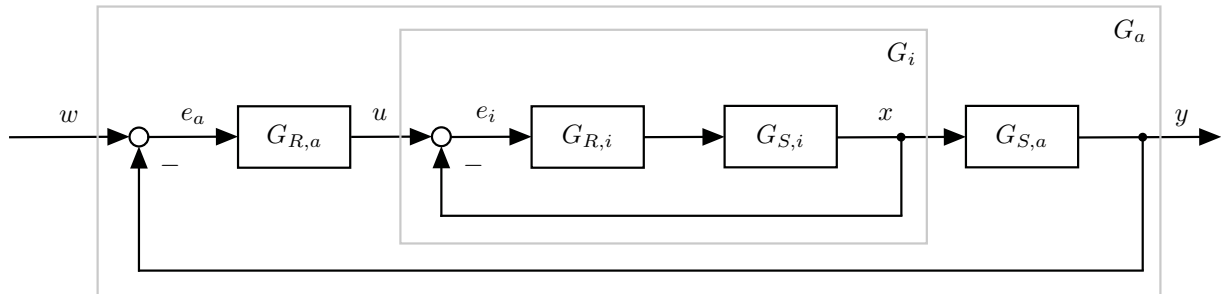 G_a
G_i
w e_a G_{R,a} u e_i G_{R,i} G_{S,i} x G_{S,a} y
− −